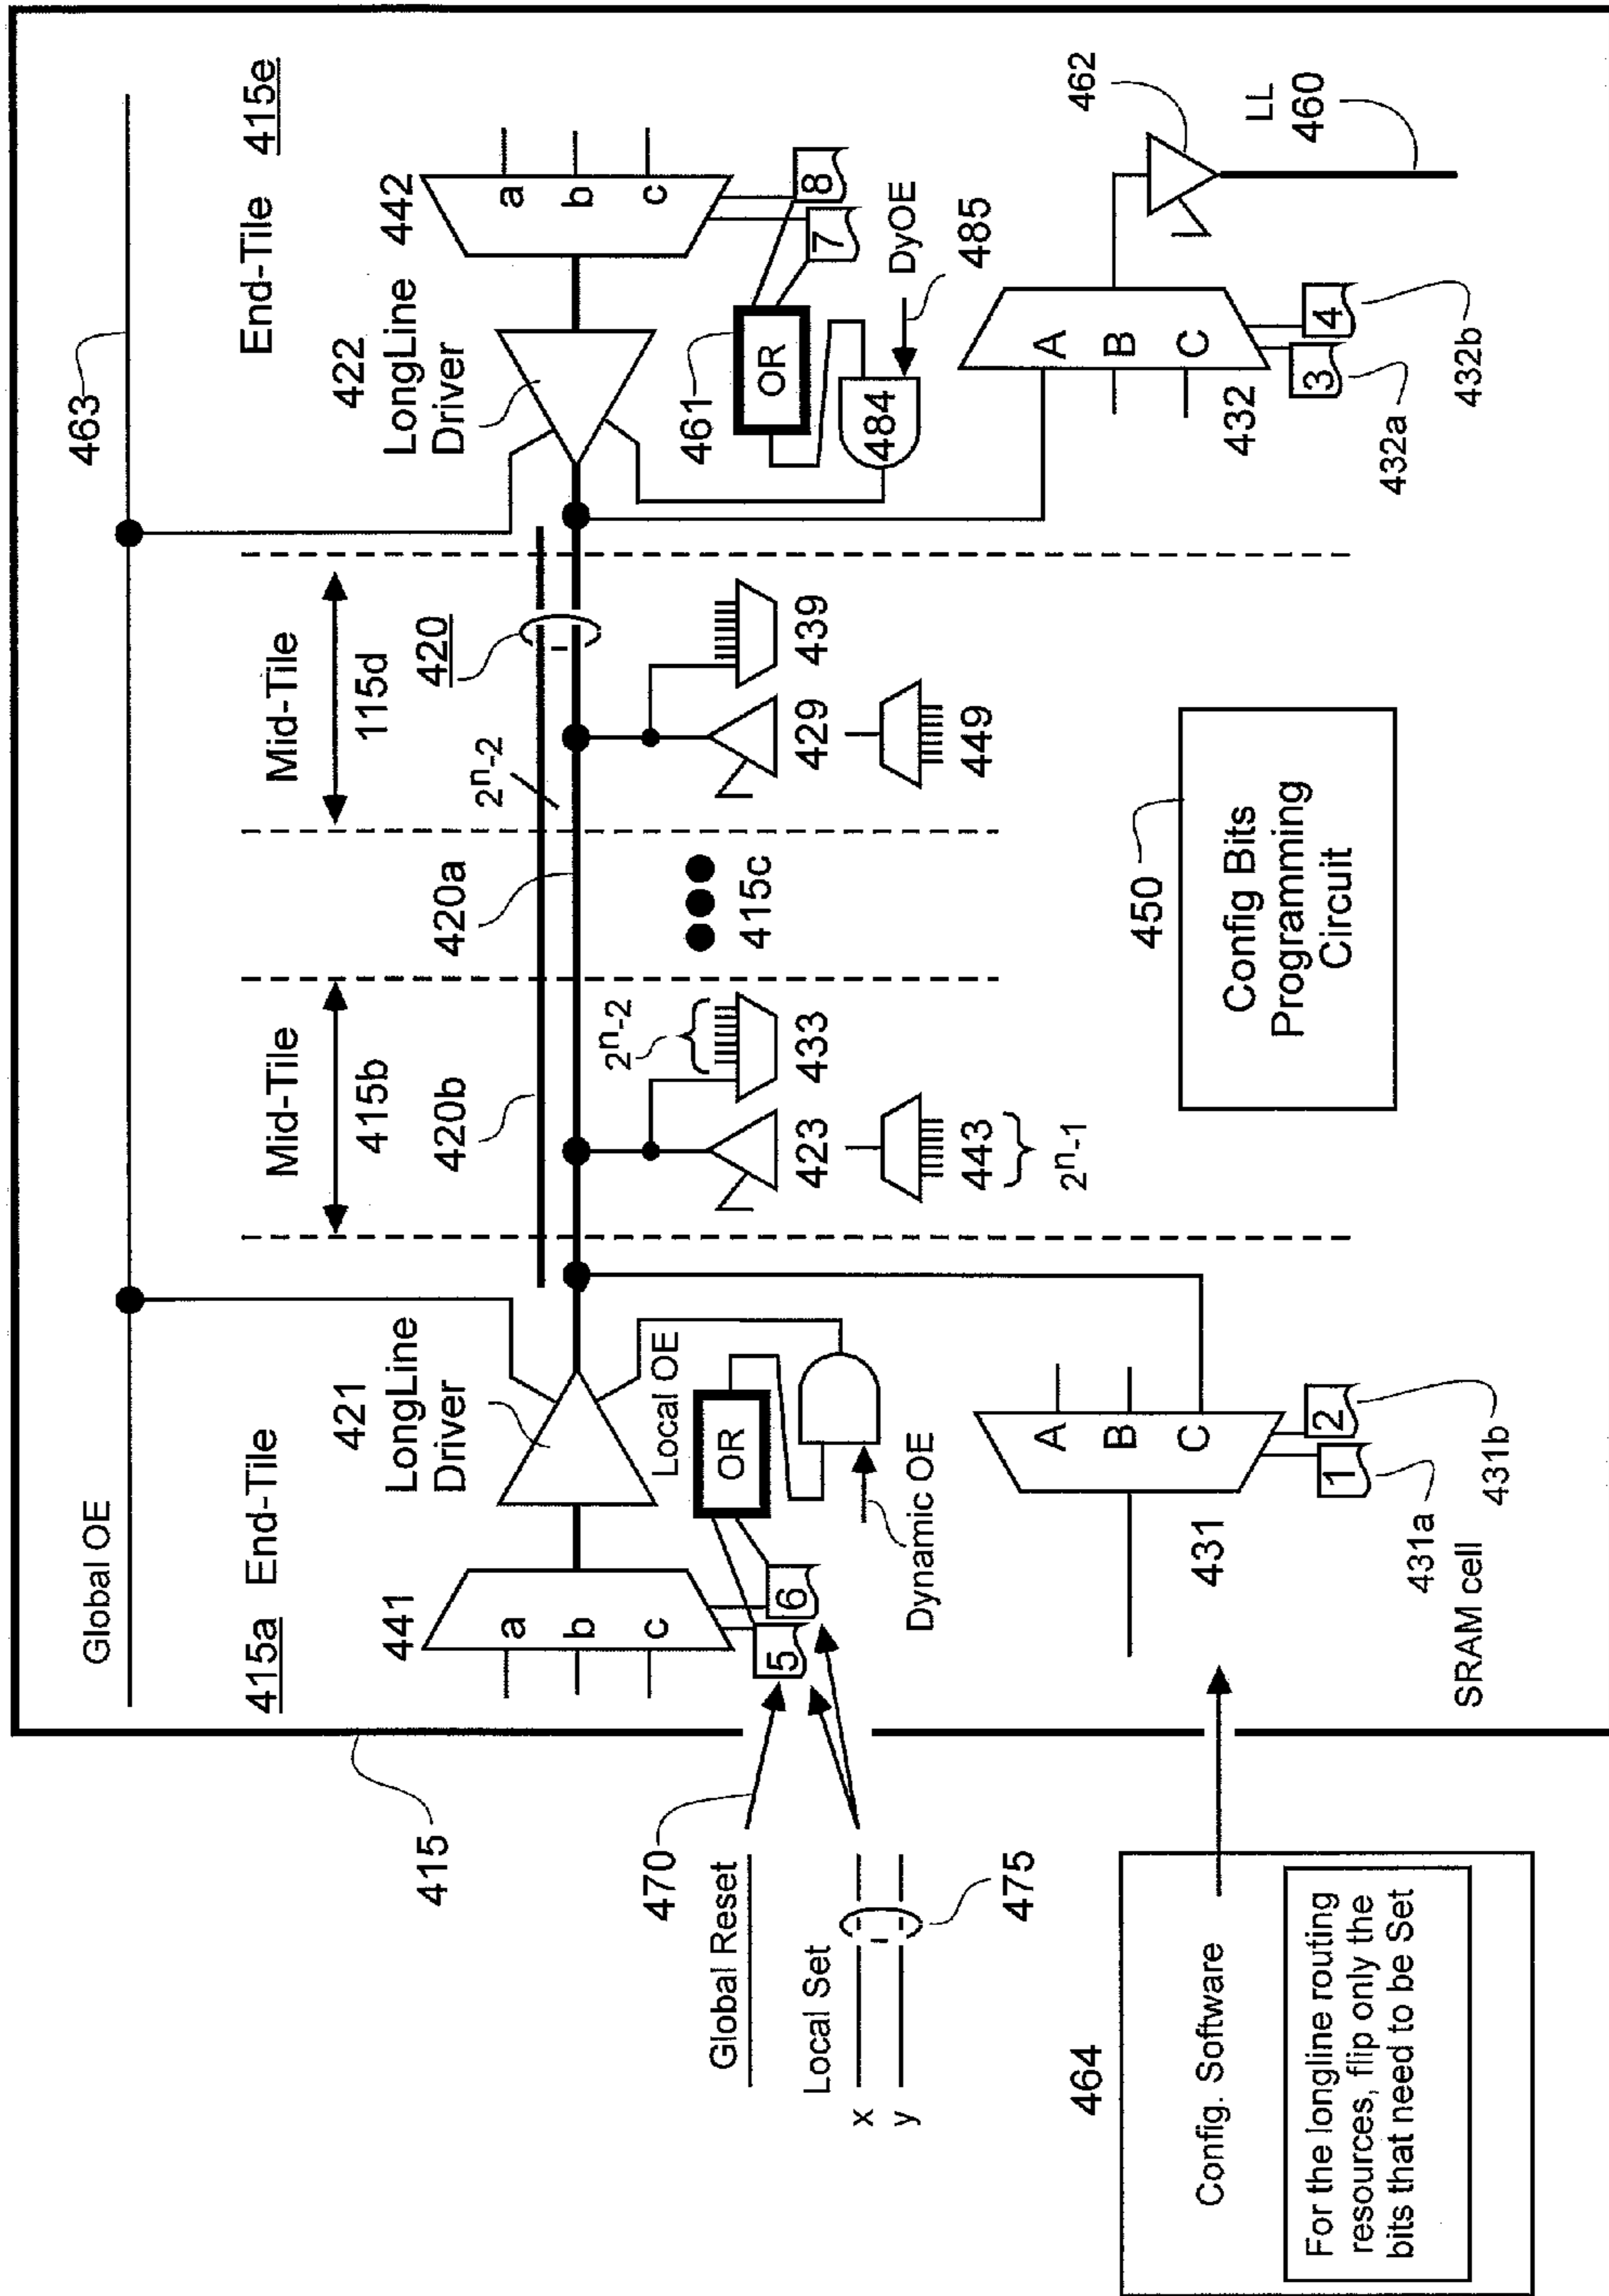 Global OE
463
415a End-Tile
End-Tile 415e
Mid-Tile
415b
Mid-Tile
115d
441
421
LongLine
Driver
420b
420a
2n-2
420
422
LongLine
Driver
442
a
b
c
a
b
c
5
6
Local OE
OR
Dynamic OE
2n-2
423
433
443
2n-1
415c
429
439
449
461
OR
484
7
8
DyOE
485
415
470
Global Reset
Local Set
x
y
475
A
B
C
431
1
2
431a
431b
SRAM cell
450
Config Bits
Programming
Circuit
A
B
C
432
3
4
432a
432b
462
LL
460
464
Config. Software
For the longline routing
resources, flip only the
bits that need to be Set